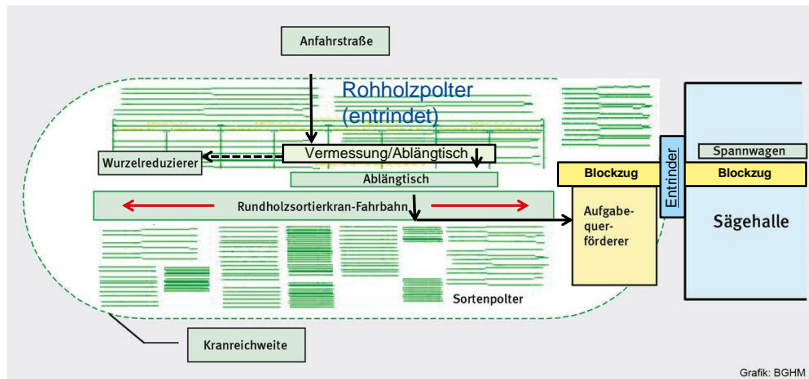 Anfahrstraße
Rohholzpolter
(entrindet)
Vermessung/Ablängtisch
Wurzelreduzierer
Ablängtisch
Rundholzsortierkran-Fahrbahn
Blockzug
Entrinder
Spannwagen
Blockzug
Aufgabe-
quer-
förderer
Sägehalle
Sortenpolter
Kranreichweite
Grafik: BGHM